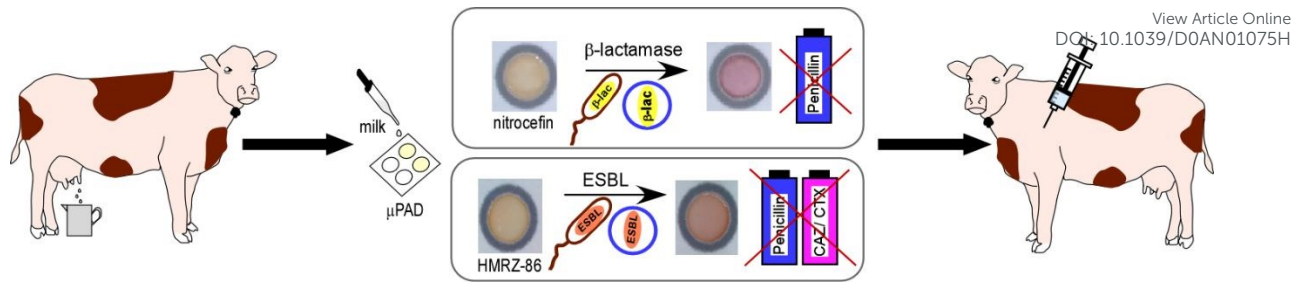 View Article Online
DOI: 10.1039/D0AN01075H
milk
μPAD
nitrocefin
β-lactamase
β-lac
β-lac
Penicillin
HMRZ-86
ESBL
ESBL
ESBL
Penicillin
CAZ/ CTX